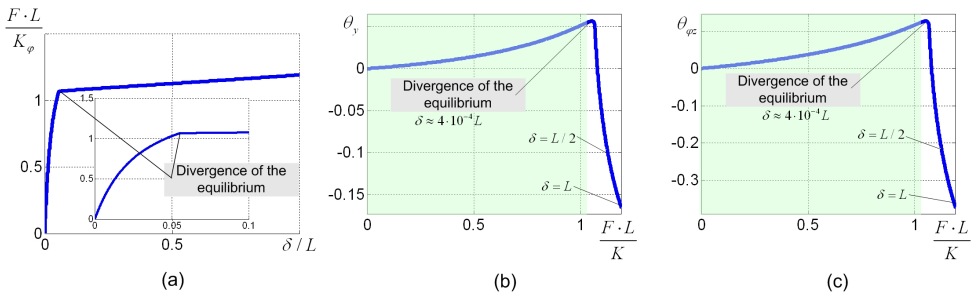 F · L
K_φ
1
0.5
0
0
0.5
δ / L
1.5
1
0.5
0
0
0.05
0.1
Divergence of the
equilibrium
(a)
θ_y
0
-0.05
-0.1
-0.15
0
0.5
1
F · L
K
Divergence of the
equilibrium
δ ≈ 4·10⁻⁴L
δ = L / 2
δ = L
(b)
θ_φz
0
-0.1
-0.2
-0.3
0
0.5
1
F · L
K
Divergence of the
equilibrium
δ ≈ 4·10⁻⁴L
δ = L / 2
δ = L
(c)